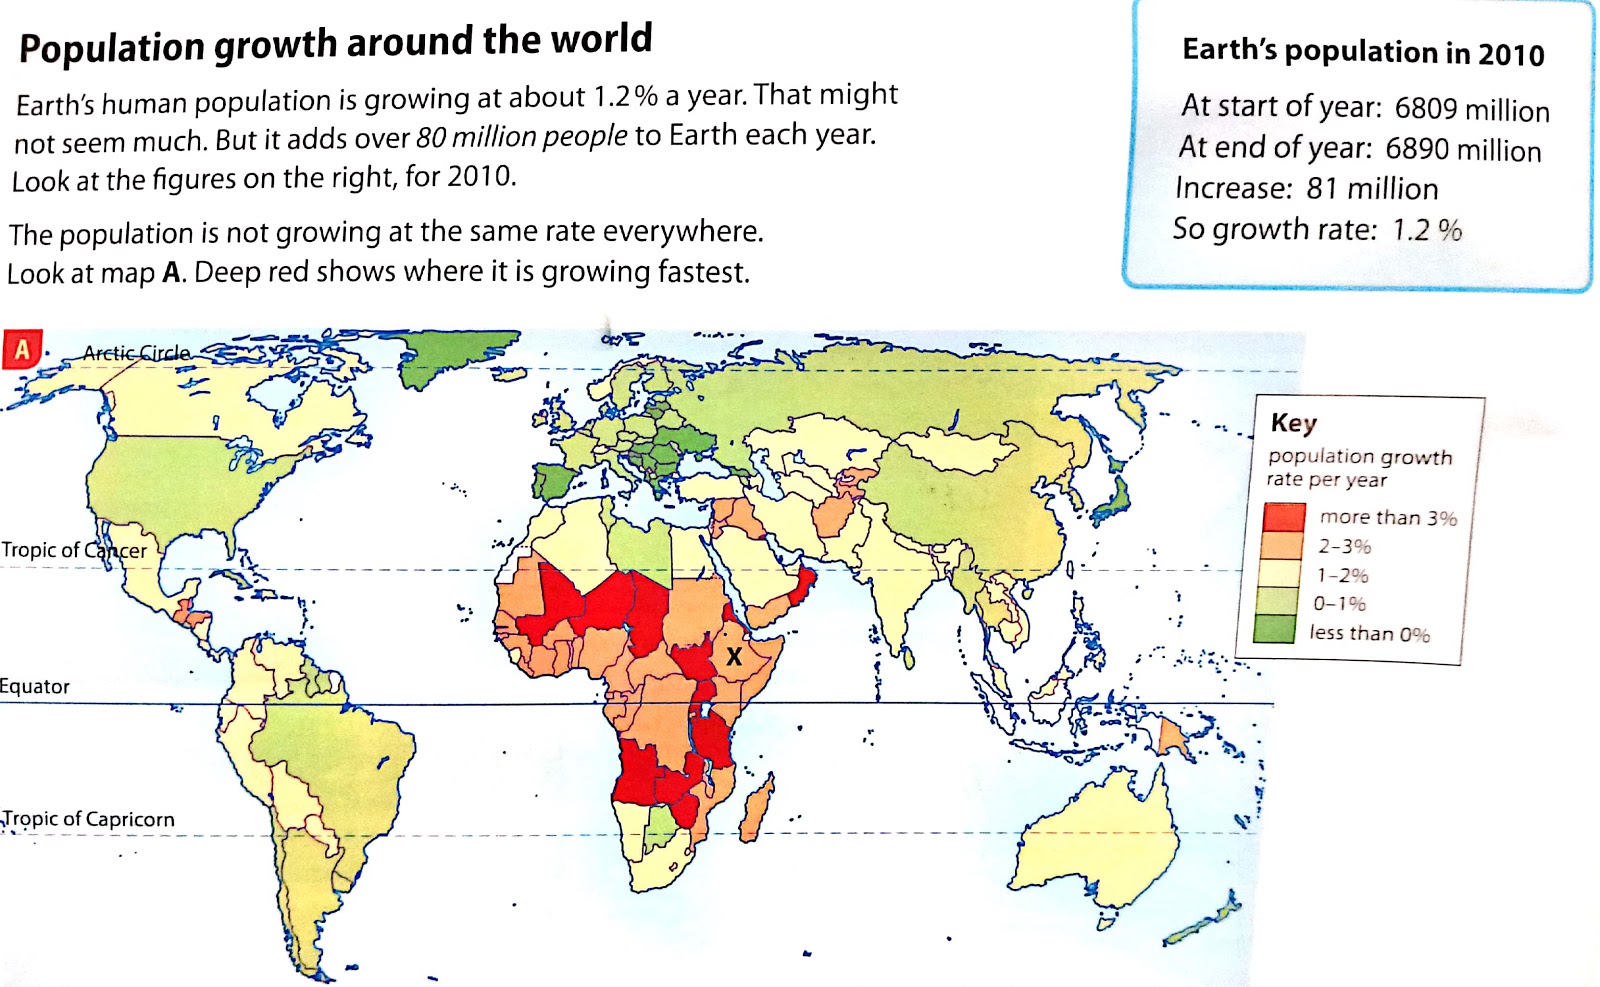 Population growth around the world
Earth's human population is growing at about 1.2% a year. That might
not seem much. But it adds over 80 million people to Earth each year.
Look at the figures on the right, for 2010.
The population is not growing at the same rate everywhere.
Look at map A. Deep red shows where it is growing fastest.
Earth's population in 2010
At start of year: 6809 million
At end of year: 6890 million
Increase: 81 million
So growth rate: 1.2 %
A
Arctic Circle
Tropic of Cancer
X
Equator
Tropic of Capricorn
Key
population growth
rate per year
more than 3%
2–3%
1–2%
0–1%
less than 0%